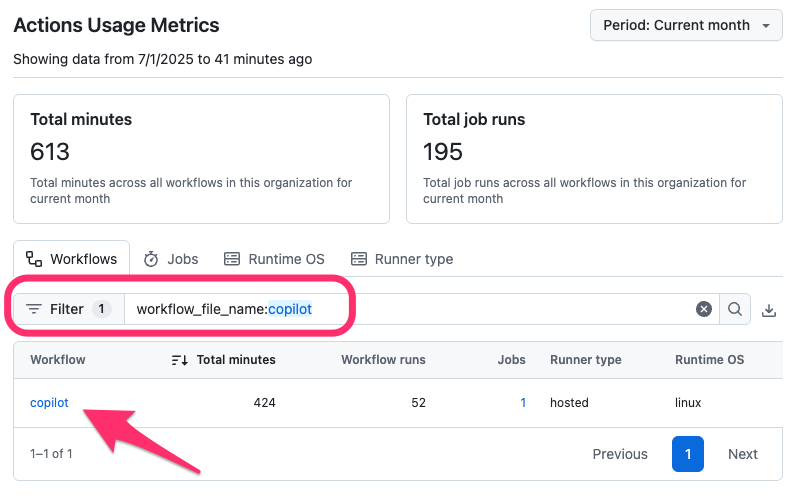 Actions Usage Metrics
Period: Current month
Showing data from 7/1/2025 to 41 minutes ago
Total minutes
613
Total minutes across all workflows in this organization for
current month
Total job runs
195
Total job runs across all workflows in this organization for
current month
Workflows Jobs Runtime OS Runner type
Filter 1 workflow_file_name:copilot
Workflow Total minutes Workflow runs Jobs Runner type Runtime OS
copilot 424 52 1 hosted linux
1–1 of 1 Previous 1 Next